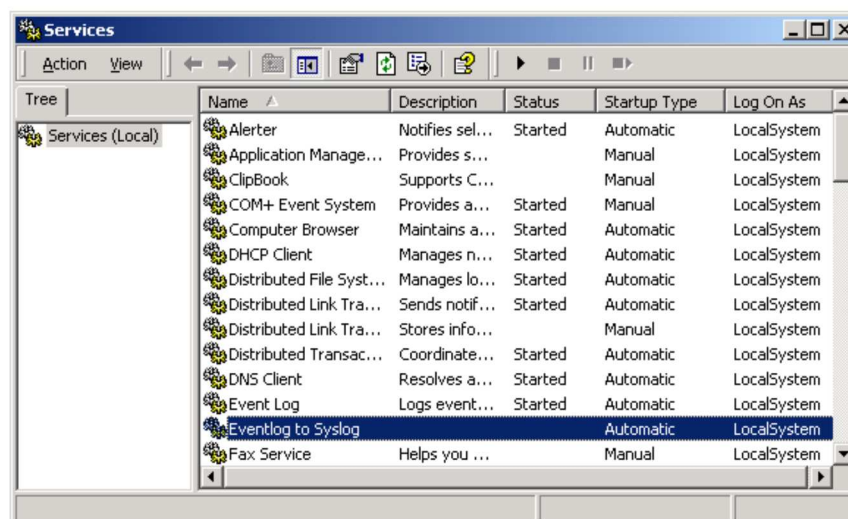 Services
Action View
Tree
Services (Local)
Name Description Status Startup Type Log On As
Alerter Notifies sel... Started Automatic LocalSystem
Application Manage... Provides s... Manual LocalSystem
ClipBook Supports C... Manual LocalSystem
COM+ Event System Provides a... Started Manual LocalSystem
Computer Browser Maintains a... Started Automatic LocalSystem
DHCP Client Manages n... Started Automatic LocalSystem
Distributed File Syst... Manages lo... Started Automatic LocalSystem
Distributed Link Tra... Sends notif... Started Automatic LocalSystem
Distributed Link Tra... Stores info... Manual LocalSystem
Distributed Transac... Coordinate... Started Automatic LocalSystem
DNS Client Resolves a... Started Automatic LocalSystem
Event Log Logs event... Started Automatic LocalSystem
Eventlog to Syslog Automatic LocalSystem
Fax Service Helps you ... Manual LocalSystem